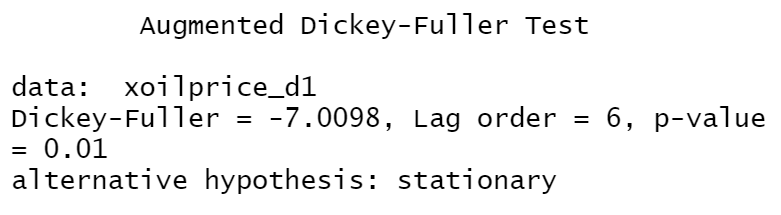 Augmented Dickey-Fuller Test
data:  xoilprice_d1
Dickey-Fuller = -7.0098, Lag order = 6, p-value
= 0.01
alternative hypothesis: stationary